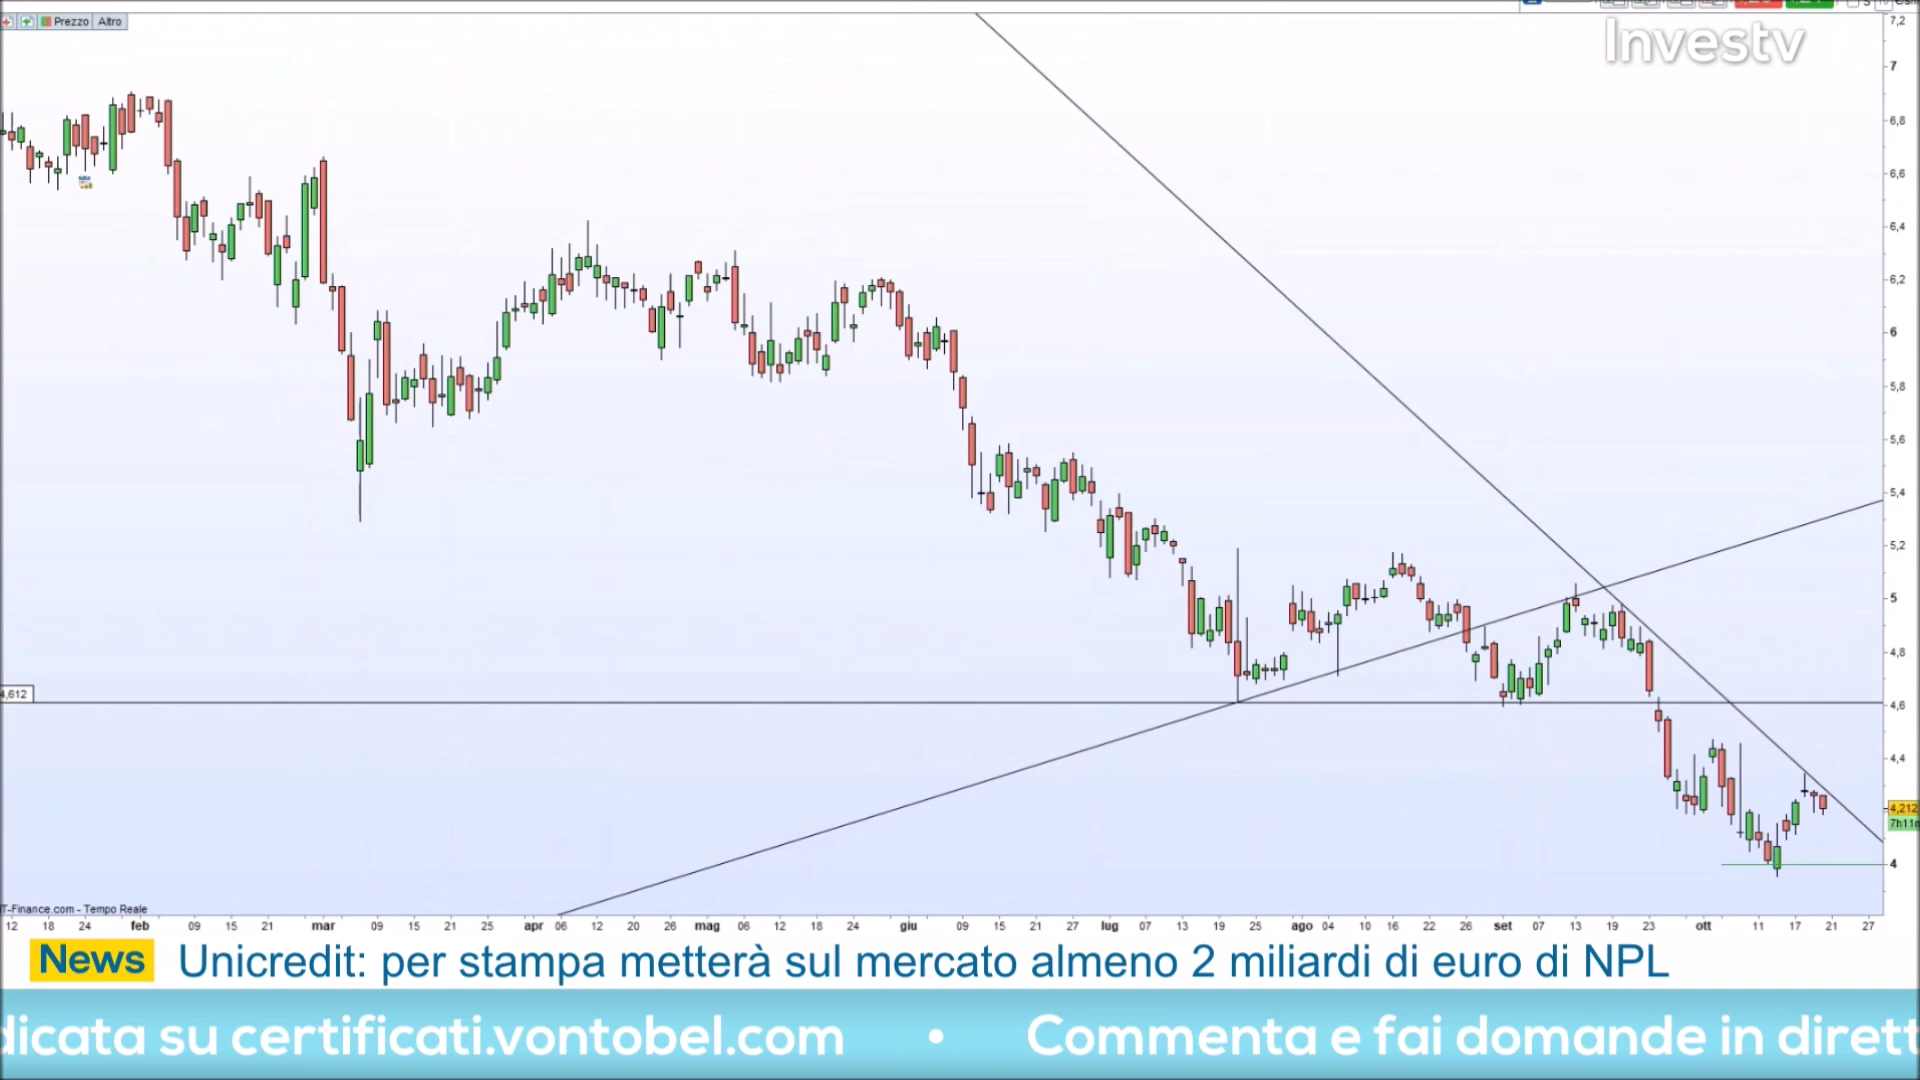 Prezzo Altro
Investv
7,2
7
6,8
6,6
6,4
6,2
6
5,8
5,6
5,4
5,2
5
4,8
4,6
4,4
4,212
7h11m
4
4,612
IT-Finance.com - Tempo Reale
12 18 24 feb 09 15 21 mar 09 15 21 25 apr 06 12 20 26 mag 06 12 18 24 giu 09 15 21 27 lug 07 13 19 25 ago 04 10 16 22 26 set 07 13 19 23 ott 11 17 21 27
News Unicredit: per stampa metterà sul mercato almeno 2 miliardi di euro di NPL
dicata su certificati.vontobel.com • Commenta e fai domande in dirett